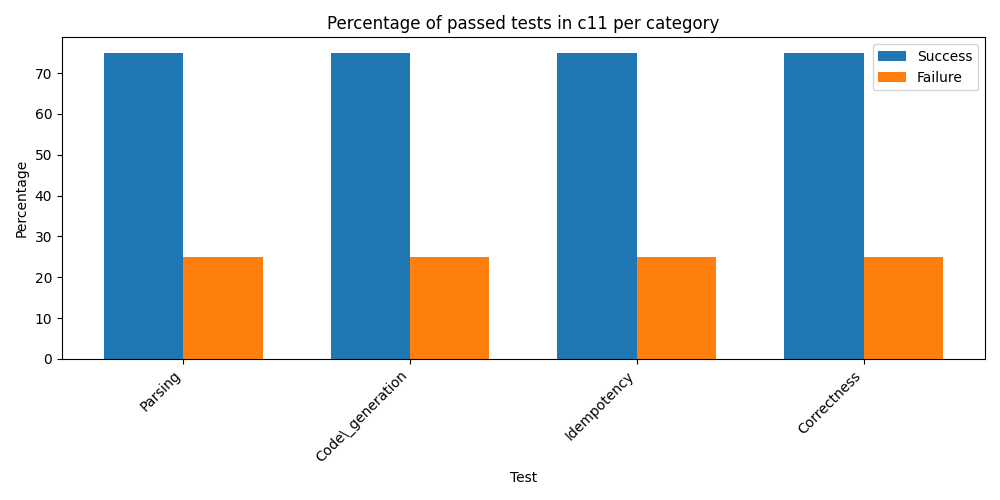 Percentage of passed tests in c11 per category
Success
Failure
Percentage
70
60
50
40
30
20
10
0
Parsing
Code\_generation
Idempotency
Correctness
Test